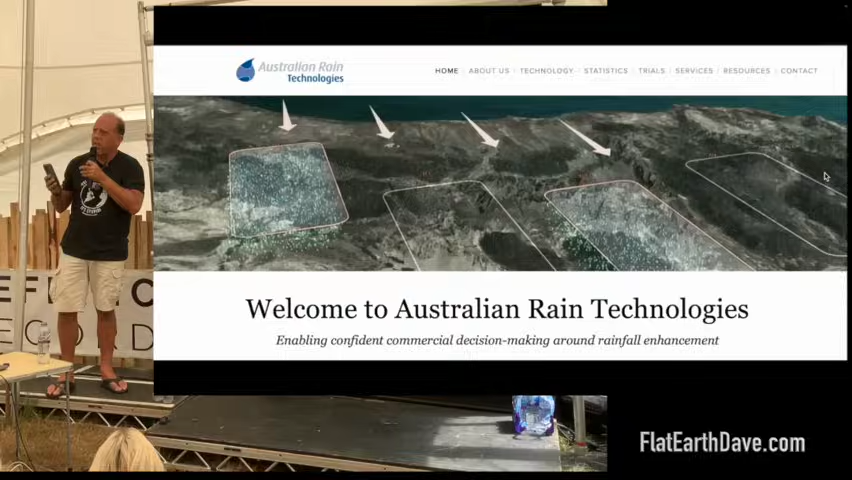 Australian Rain
Technologies
HOME
ABOUT US
TECHNOLOGY
STATISTICS
TRIALS
SERVICES
RESOURCES
CONTACT
Welcome to Australian Rain Technologies
Enabling confident commercial decision-making around rainfall enhancement
FlatEarthDave.com